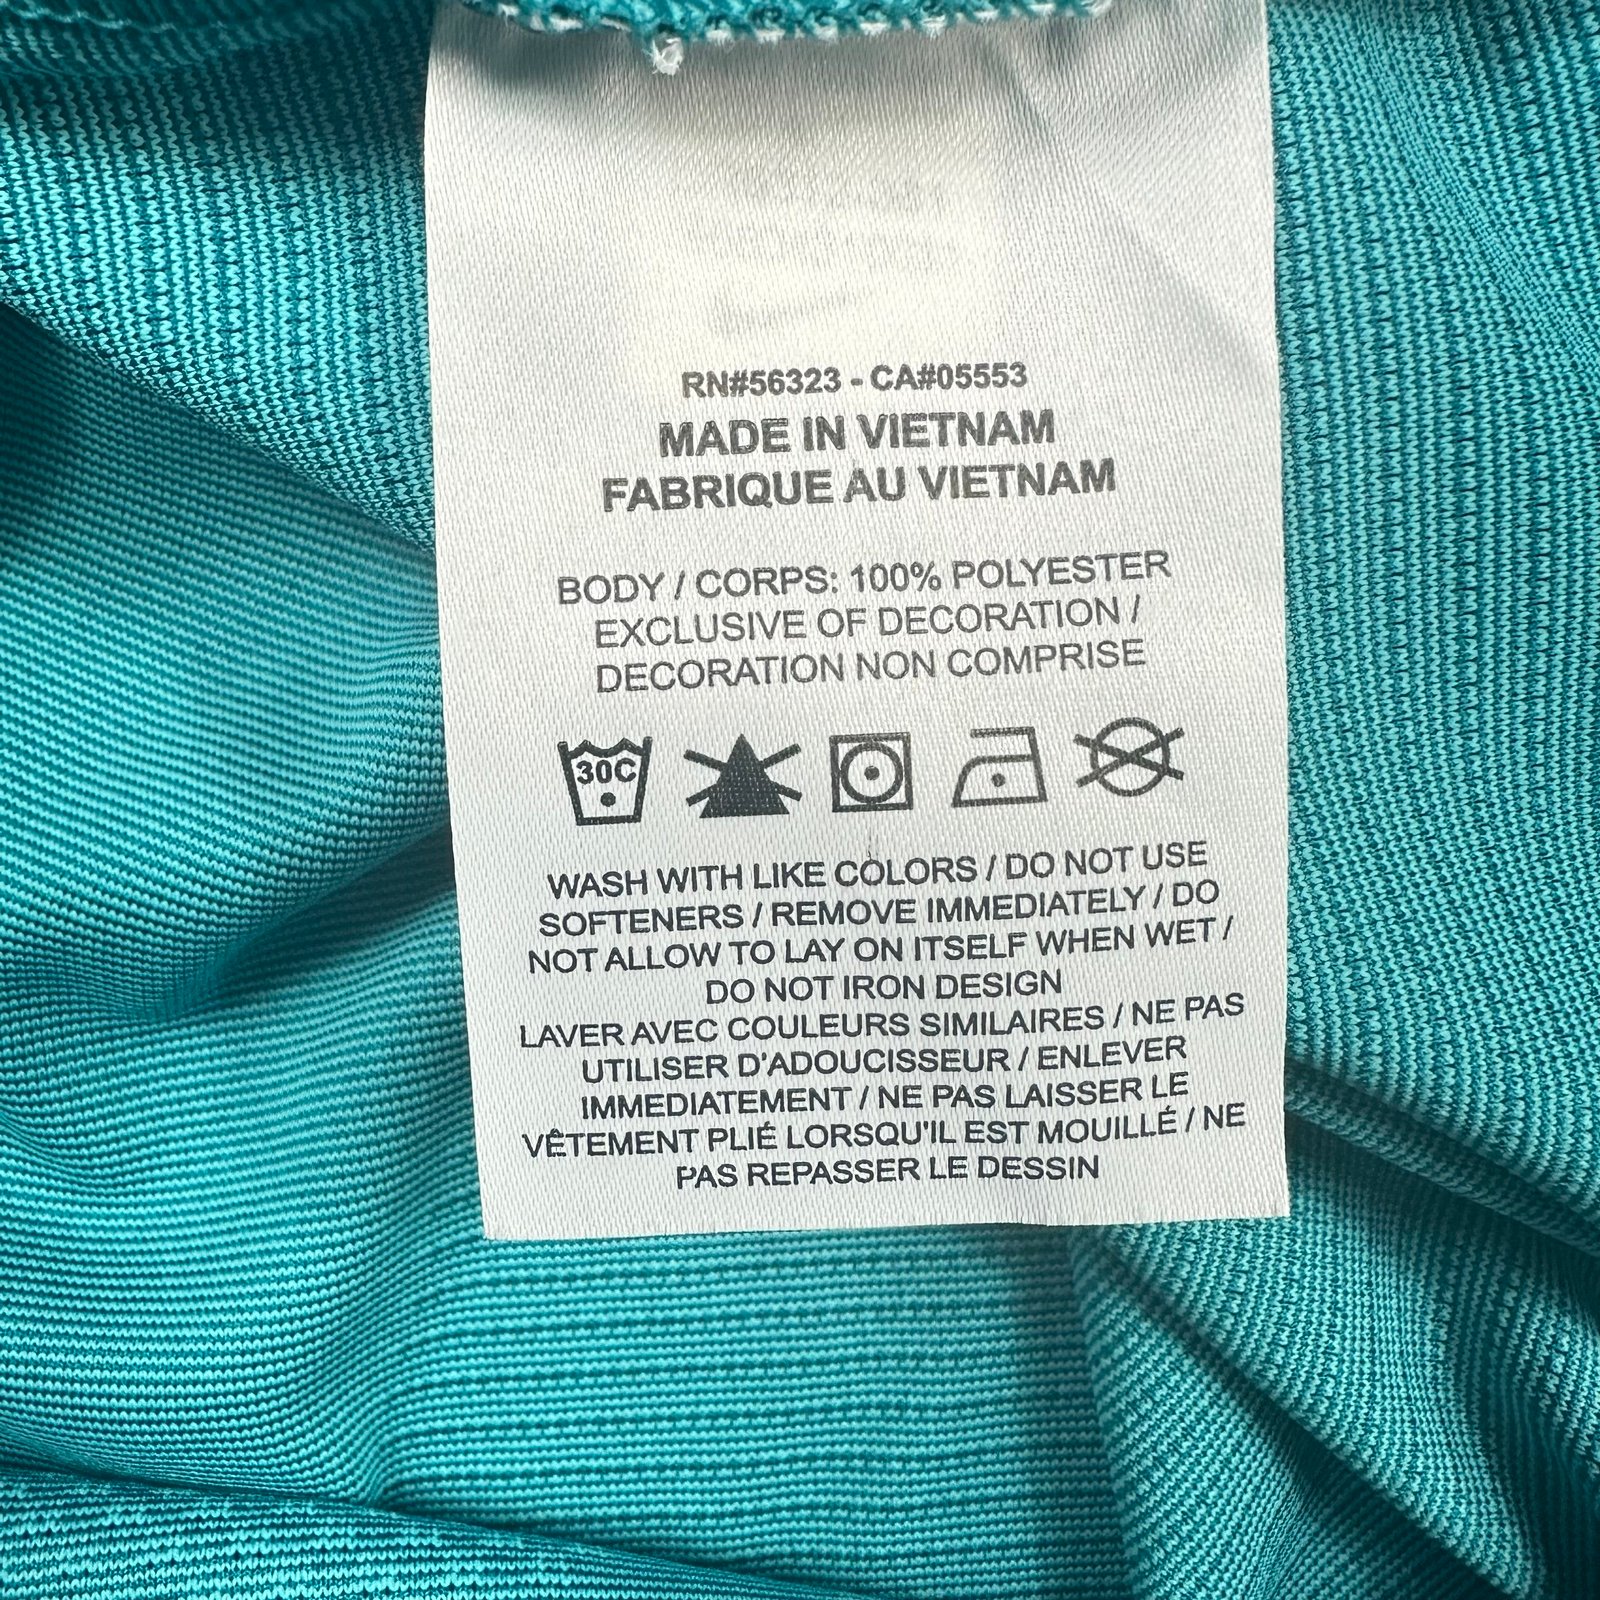 RN#56323 - CA#05553
MADE IN VIETNAM
FABRIQUE AU VIETNAM
BODY / CORPS: 100% POLYESTER
EXCLUSIVE OF DECORATION /
DECORATION NON COMPRISE
30C
WASH WITH LIKE COLORS / DO NOT USE
SOFTENERS / REMOVE IMMEDIATELY / DO
NOT ALLOW TO LAY ON ITSELF WHEN WET /
DO NOT IRON DESIGN
LAVER AVEC COULEURS SIMILAIRES / NE PAS
UTILISER D'ADOUCISSEUR / ENLEVER
IMMEDIATEMENT / NE PAS LAISSER LE
VÊTEMENT PLIÉ LORSQU'IL EST MOUILLÉ / NE
PAS REPASSER LE DESSIN